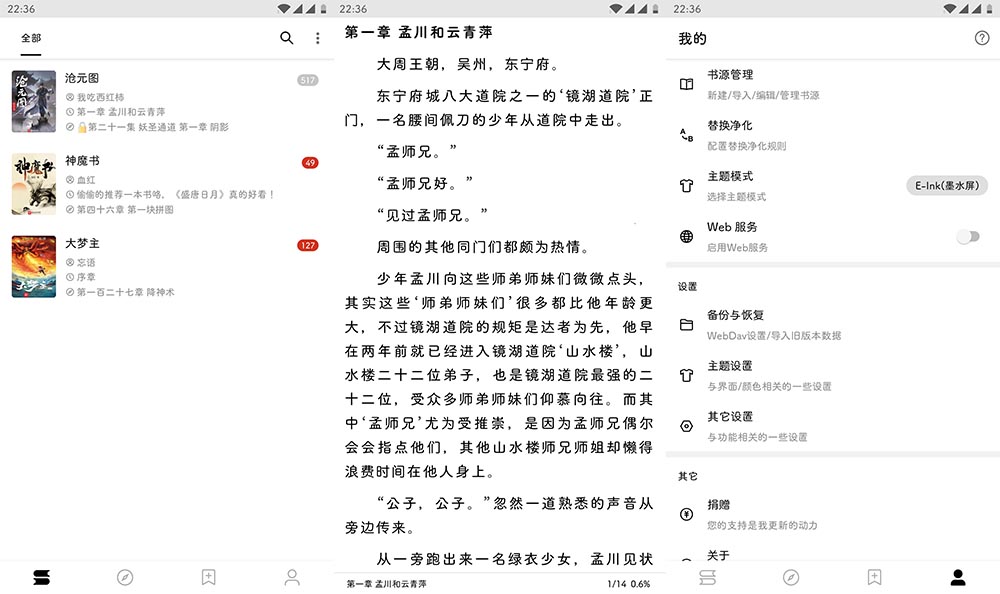 22:36
全部
沧元图
517
我吃西红柿
第一章 孟川和云青萍
🔒第二十一集 妖圣通道 第一章 阴影
神魔书
49
血红
偷偷的推荐一本书咯，《盛唐日月》真的好看！
第四十六章 第一块拼图
大梦主
127
忘语
序章
第一百二十七章 降神术
沧元图
神魔书
大梦主
22:36
第一章 孟川和云青萍
大周王朝，吴州，东宁府。
东宁府城八大道院之一的‘镜湖道院’正
门，一名腰间佩刀的少年从道院中走出。
“孟师兄。”
“孟师兄好。”
“见过孟师兄。”
周围的其他同门们都颇为热情。
少年孟川向这些师弟师妹们微微点头，
其实这些‘师弟师妹们’很多都比他年龄更
大，不过镜湖道院的规矩是达者为先，他早
在两年前就已经进入镜湖道院‘山水楼’，山
水楼二十二位弟子，也是镜湖道院最强的二
十二位，受众多师弟师妹们仰慕向往。而其
中‘孟师兄’尤为受推崇，是因为孟师兄偶尔
会会指点他们，其他山水楼师兄师姐却懒得
浪费时间在他人身上。
“公子，公子。”忽然一道熟悉的声音从
旁边传来。
从一旁跑出来一名绿衣少女，孟川见状
第一章 孟川和云青萍
1/14 0.6%
22:36
我的
书源管理
新建/导入/编辑/管理书源
替换净化
配置替换净化规则
主题模式
选择主题模式
E-Ink(墨水屏)
Web 服务
启用Web服务
设置
备份与恢复
WebDav设置/导入旧版本数据
主题设置
与界面/颜色相关的一些设置
其它设置
与功能相关的一些设置
其它
捐赠
您的支持是我更新的动力
关于